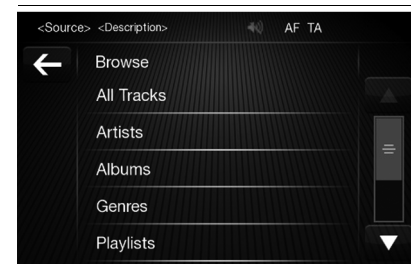 <Source> <Description> AF TA
Browse
All Tracks
Artists
Albums
Genres
Playlists